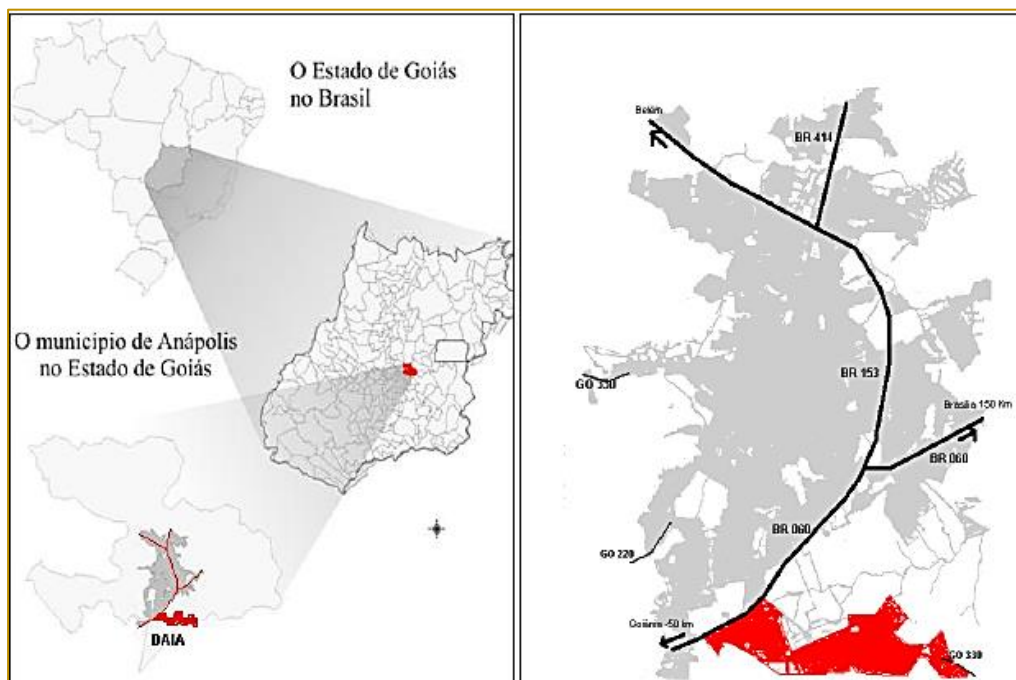 O Estado de Goiás
no Brasil
O município de Anápolis
no Estado de Goiás
DAIA
Belém
BR 414
GO 330
BR 153
Brasília 150 Km
BR 060
BR 060
GO 220
Goiânia -50 km
GO 330